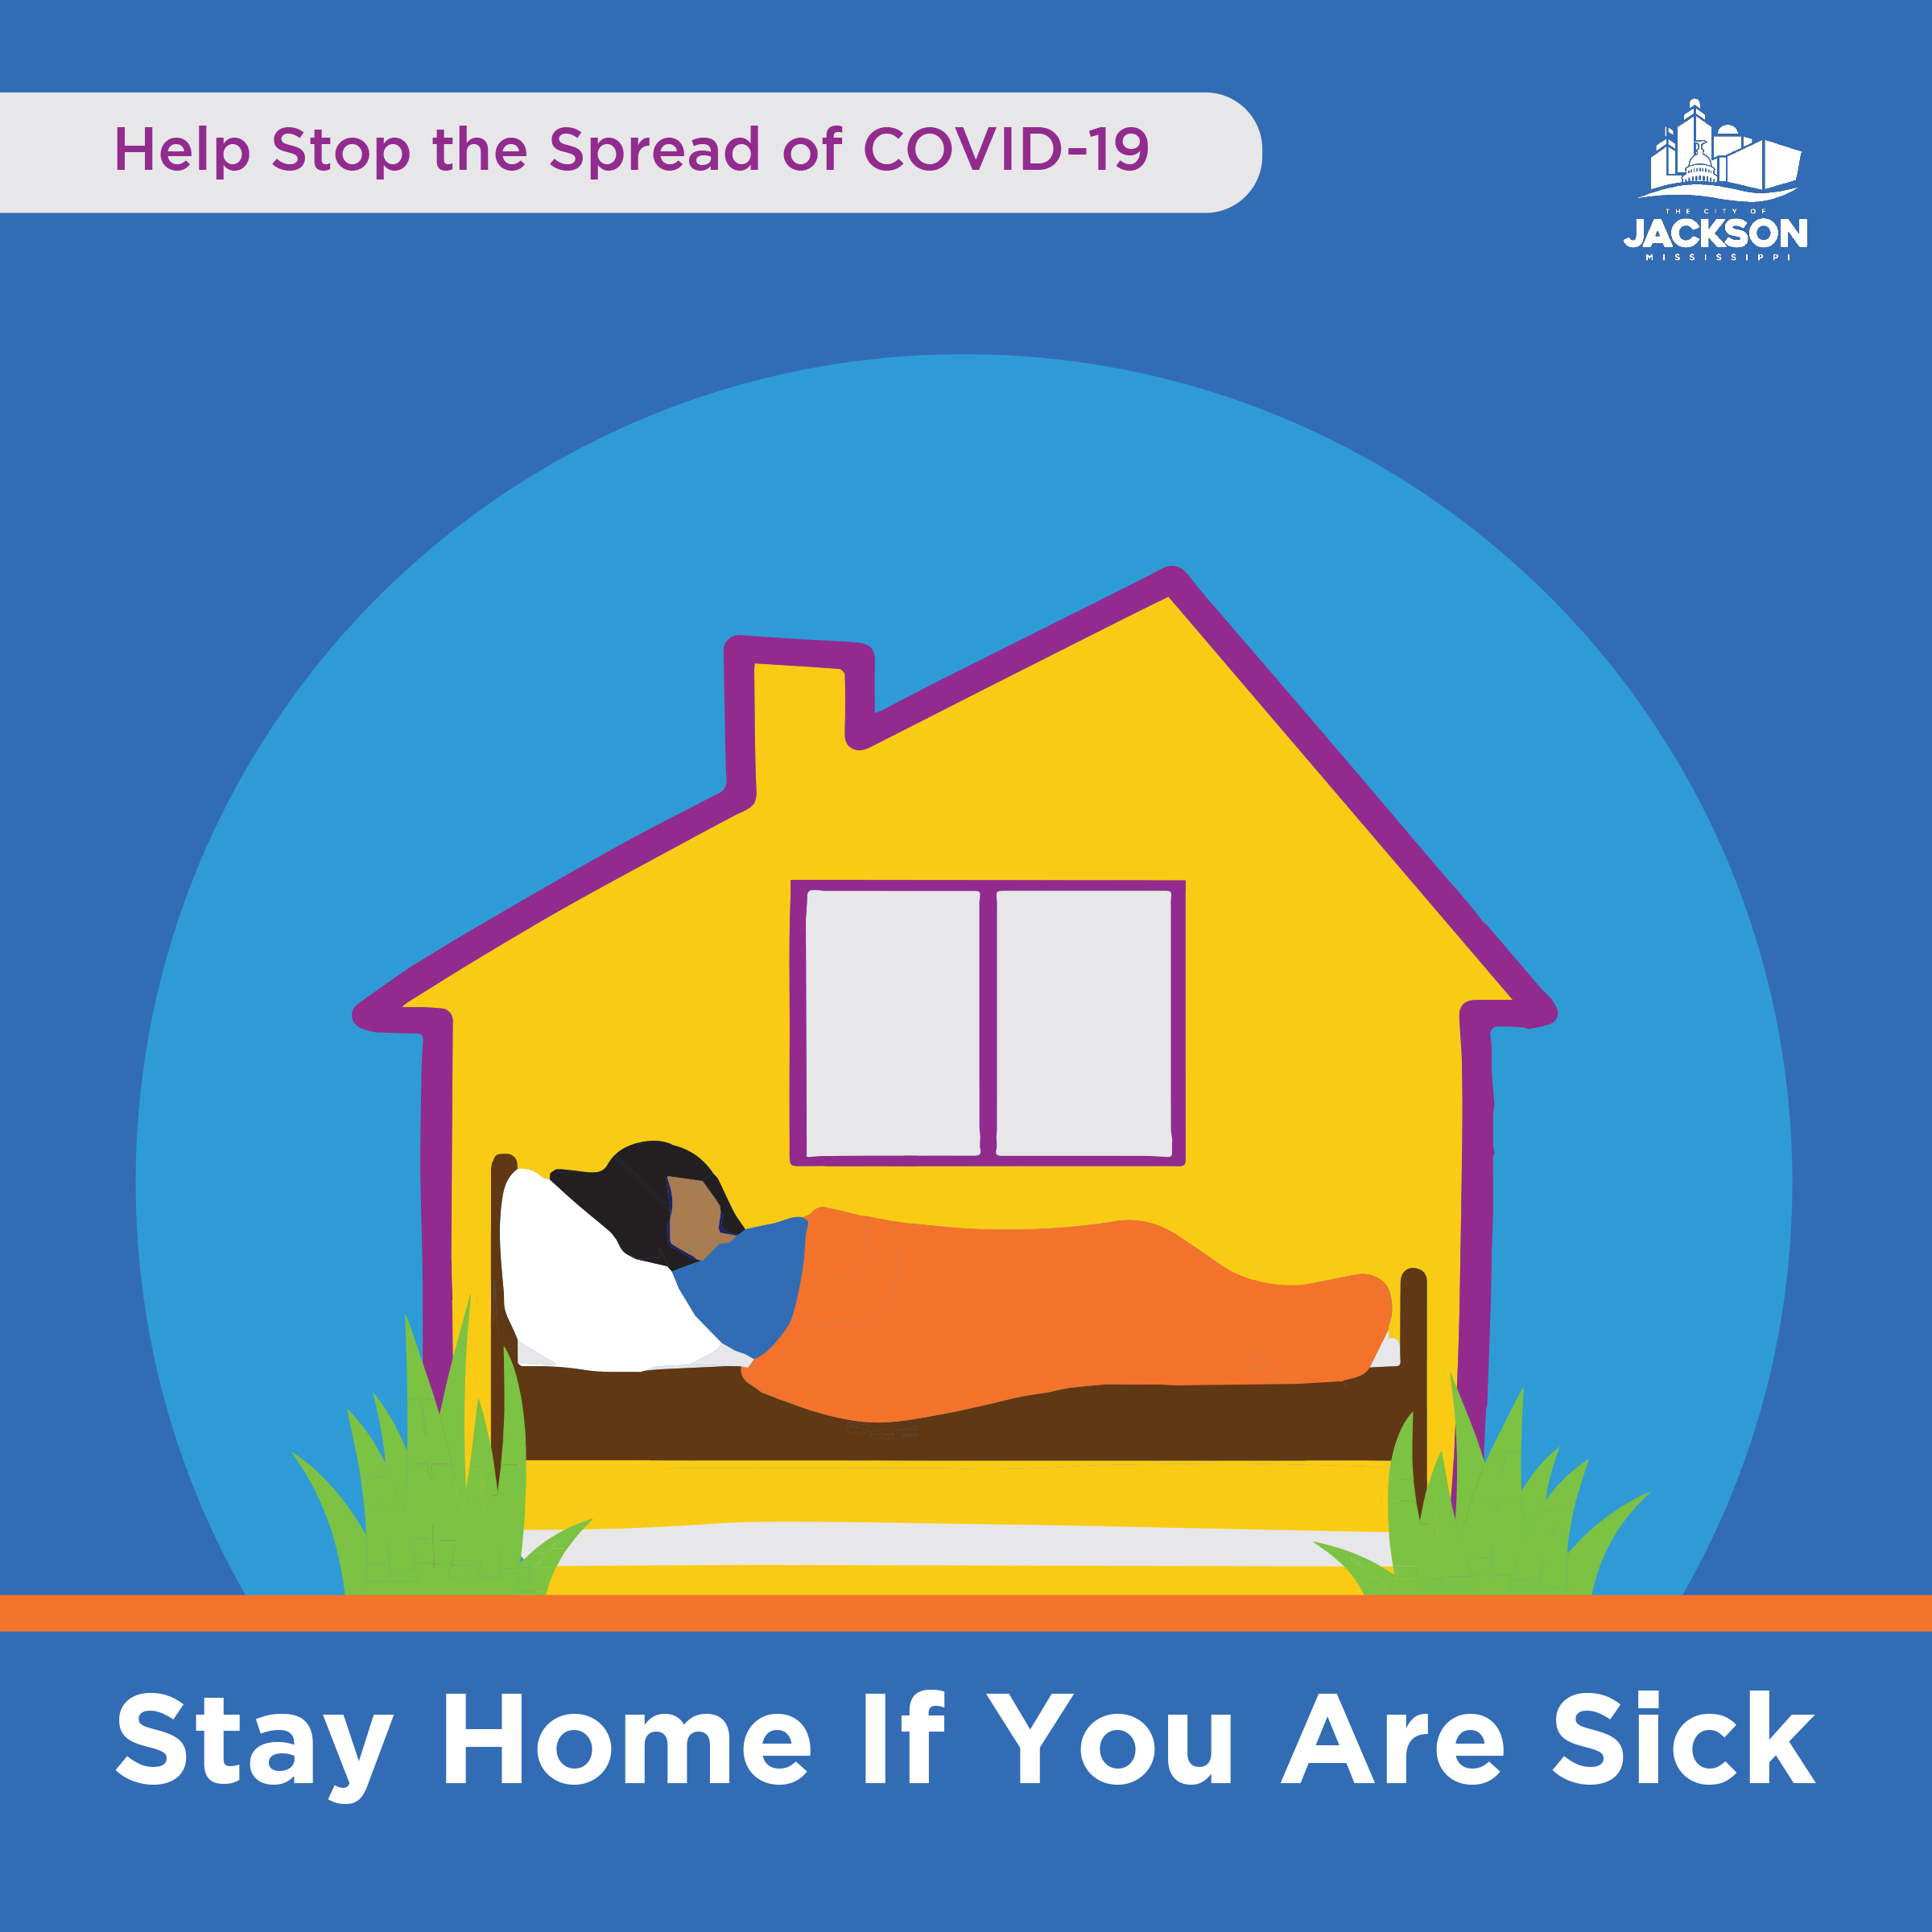 Help Stop the Spread of COVID-19
THE CITY OF
JACKSON
MISSISSIPPI
Stay Home If You Are Sick